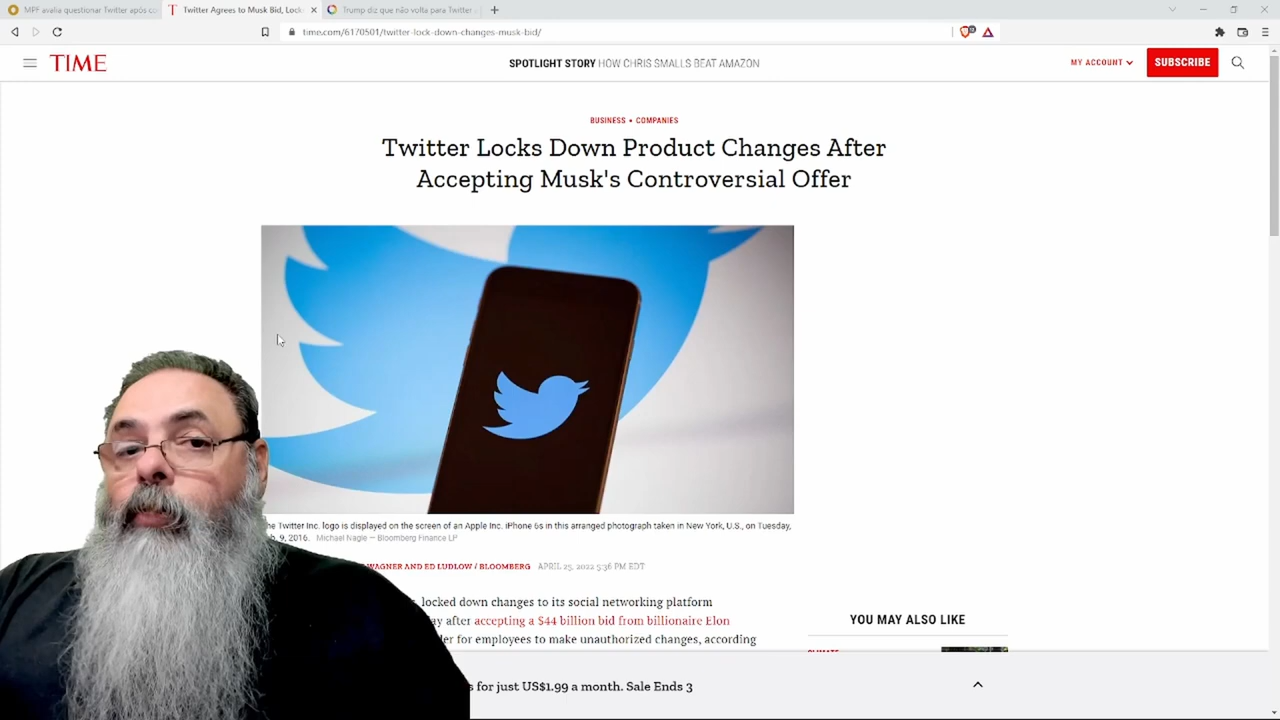 MPF avalia questionar Twitter após co
Twitter Agrees to Musk Bid, Lock
Trump diz que não volta para Twitter
time.com/6170501/twitter-lock-down-changes-musk-bid/
TIME
SPOTLIGHT STORY HOW CHRIS SMALLS BEAT AMAZON
MY ACCOUNT
SUBSCRIBE
BUSINESS • COMPANIES
Twitter Locks Down Product Changes After
Accepting Musk's Controversial Offer
he Twitter Inc. logo is displayed on the screen of an Apple Inc. iPhone 6s in this arranged photograph taken in New York, U.S., on Tuesday,
b. 9, 2016. Michael Nagle — Bloomberg Finance LP
WAGNER AND ED LUDLOW / BLOOMBERG APRIL 25, 2022 5:36 PM EDT
locked down changes to its social networking platform
ay after accepting a $44 billion bid from billionaire Elon
der for employees to make unauthorized changes, according
YOU MAY ALSO LIKE
CLIMATE
s for just US$1.99 a month. Sale Ends 3